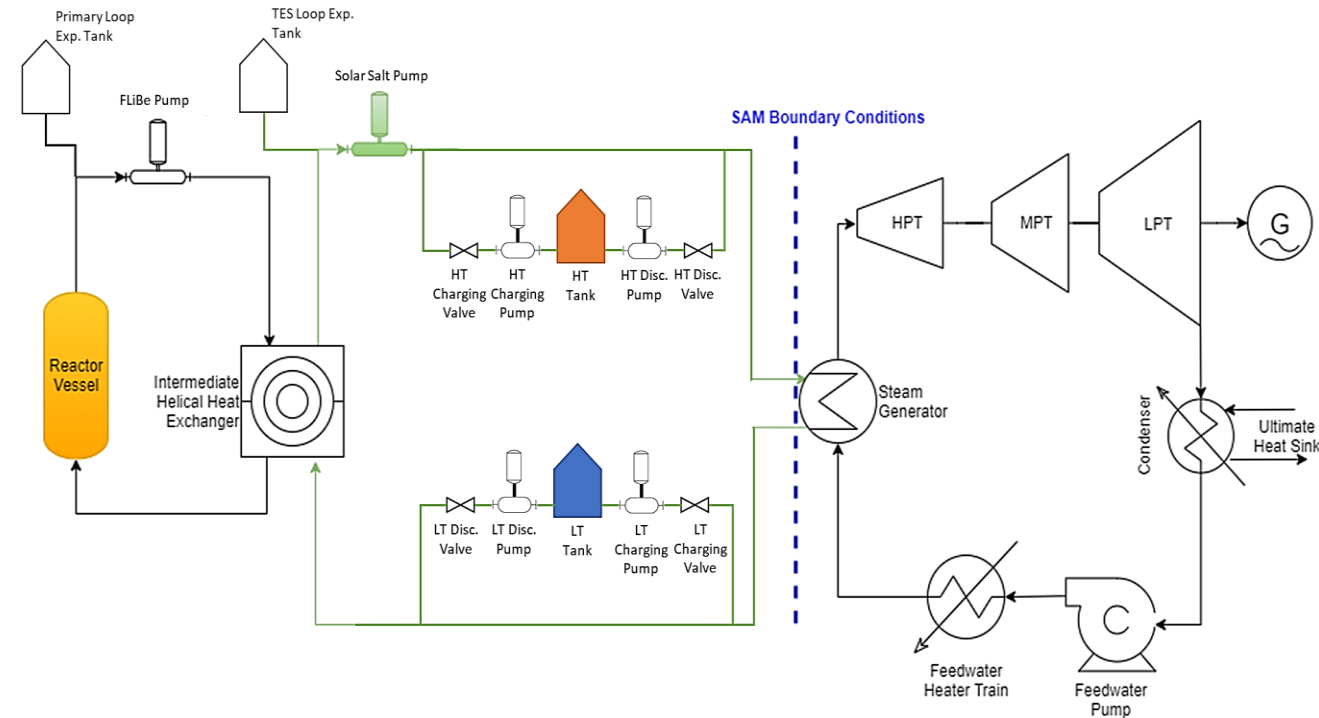 Primary Loop
Exp. Tank
TES Loop Exp.
Tank
FLiBe Pump
Solar Salt Pump
SAM Boundary Conditions
HT
Charging
Valve
HT
Charging
Pump
HT
Tank
HT Disc.
Pump
HT Disc.
Valve
HPT
MPT
LPT
G
Reactor
Vessel
Intermediate
Helical Heat
Exchanger
Steam
Generator
Condenser
Ultimate
Heat Sink
LT Disc.
Valve
LT Disc.
Pump
LT
Tank
LT
Charging
Pump
LT
Charging
Valve
C
Feedwater
Heater Train
Feedwater
Pump